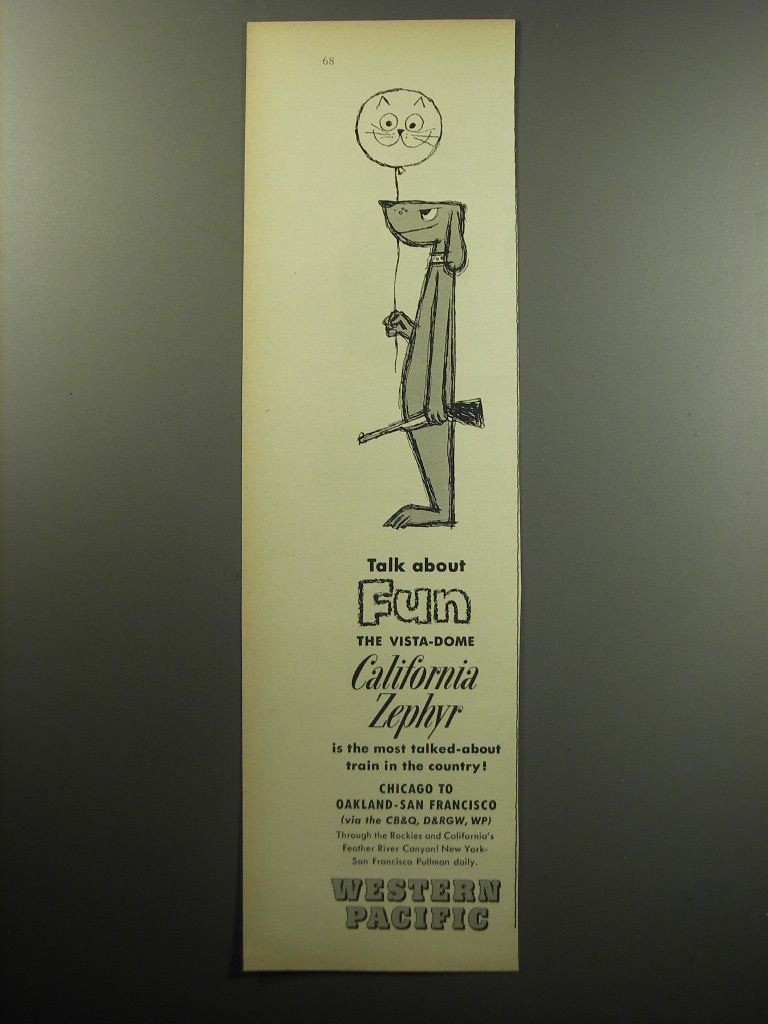 68
Talk about
Fun
THE VISTA-DOME
California
Zephyr
is the most talked-about
train in the country!
CHICAGO TO
OAKLAND-SAN FRANCISCO
(via the CB&Q, D&RGW, WP)
Through the Rockies and California's
Feather River Canyon! New York-
San Francisco Pullman daily.
WESTERN
PACIFIC